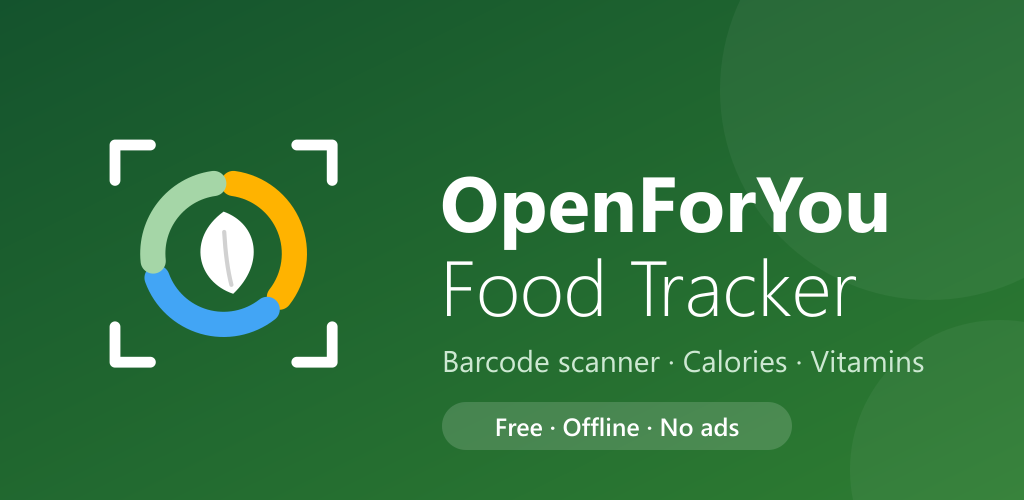 OpenForYou
Food Tracker
Barcode scanner · Calories · Vitamins
Free · Offline · No ads